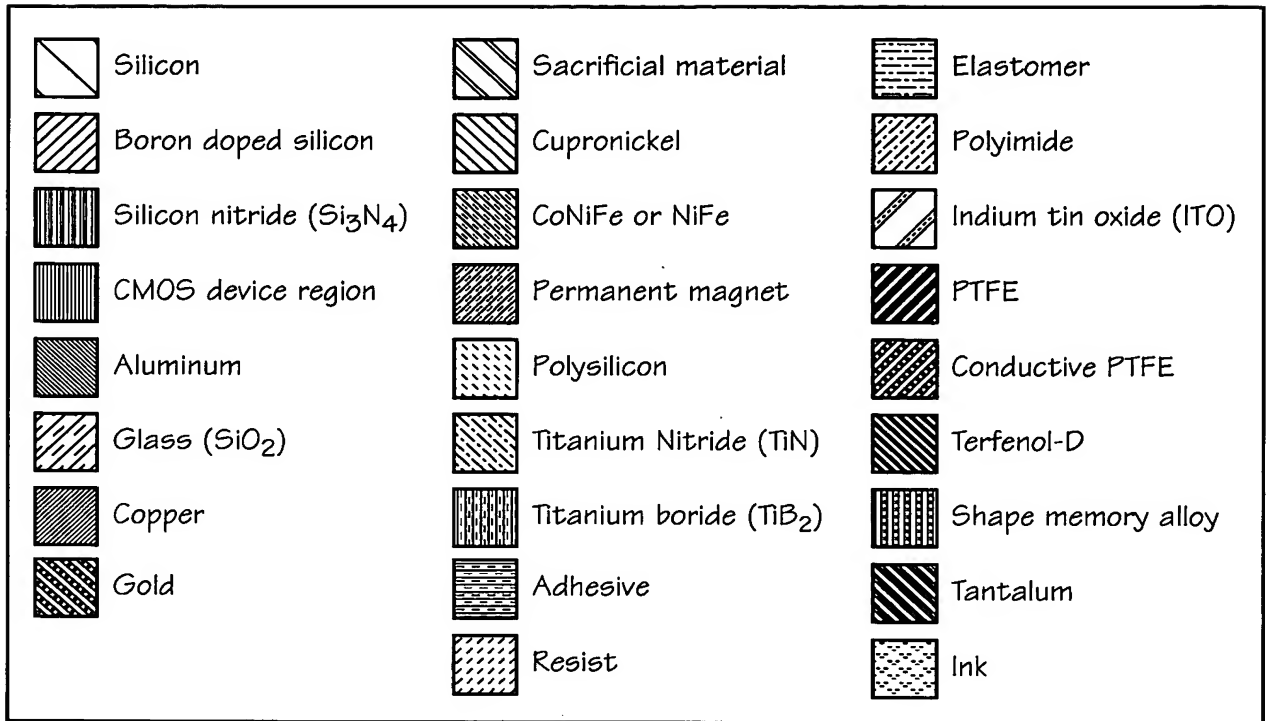 Silicon
Boron doped silicon
Silicon nitride (Si₃N₄)
CMOS device region
Aluminum
Glass (SiO₂)
Copper
Gold
Sacrificial material
Cupronickel
CoNiFe or NiFe
Permanent magnet
Polysilicon
Titanium Nitride (TiN)
Titanium boride (TiB₂)
Adhesive
Resist
Elastomer
Polyimide
Indium tin oxide (ITO)
PTFE
Conductive PTFE
Terfenol-D
Shape memory alloy
Tantalum
Ink